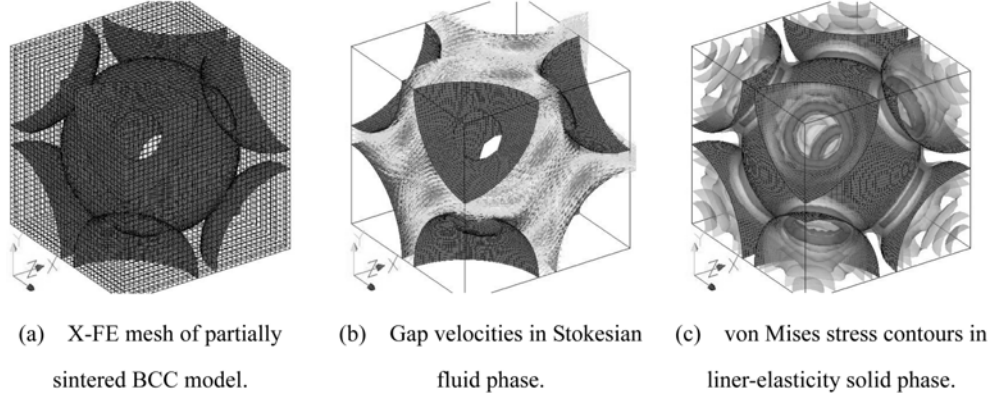 (a) X-FE mesh of partially
sintered BCC model.
(b) Gap velocities in Stokesian
fluid phase.
(c) von Mises stress contours in
liner-elasticity solid phase.
Y
Z
X
Y
Z
X
Y
Z
X